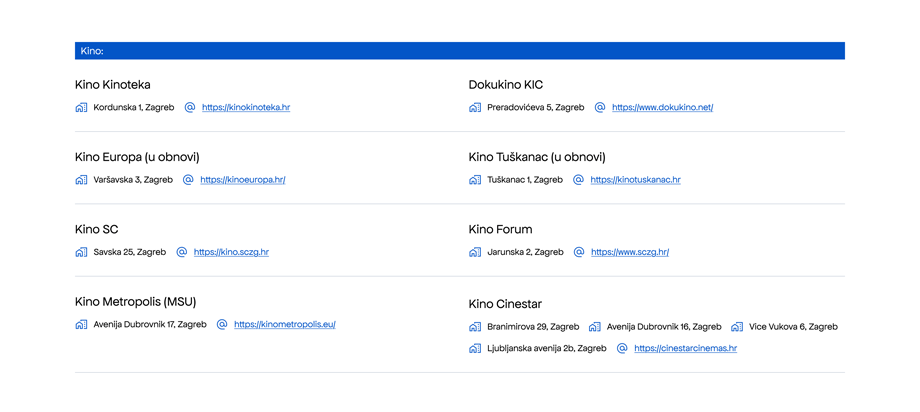 Kino:
Kino Kinoteka
Kordunska 1, Zagreb https://kinokinoteka.hr
Dokukino KIC
Preradovićeva 5, Zagreb https://www.dokukino.net/
Kino Europa (u obnovi)
Varšavska 3, Zagreb https://kinoeuropa.hr/
Kino Tuškanac (u obnovi)
Tuškanac 1, Zagreb https://kinotuskanac.hr
Kino SC
Savska 25, Zagreb https://kino.sczg.hr
Kino Forum
Jarunska 2, Zagreb https://www.sczg.hr/
Kino Metropolis (MSU)
Avenija Dubrovnik 17, Zagreb https://kinometropolis.eu/
Kino Cinestar
Branimirova 29, Zagreb Avenija Dubrovnik 16, Zagreb Vice Vukova 6, Zagreb
Ljubljanska avenija 2b, Zagreb https://cinestarcinemas.hr